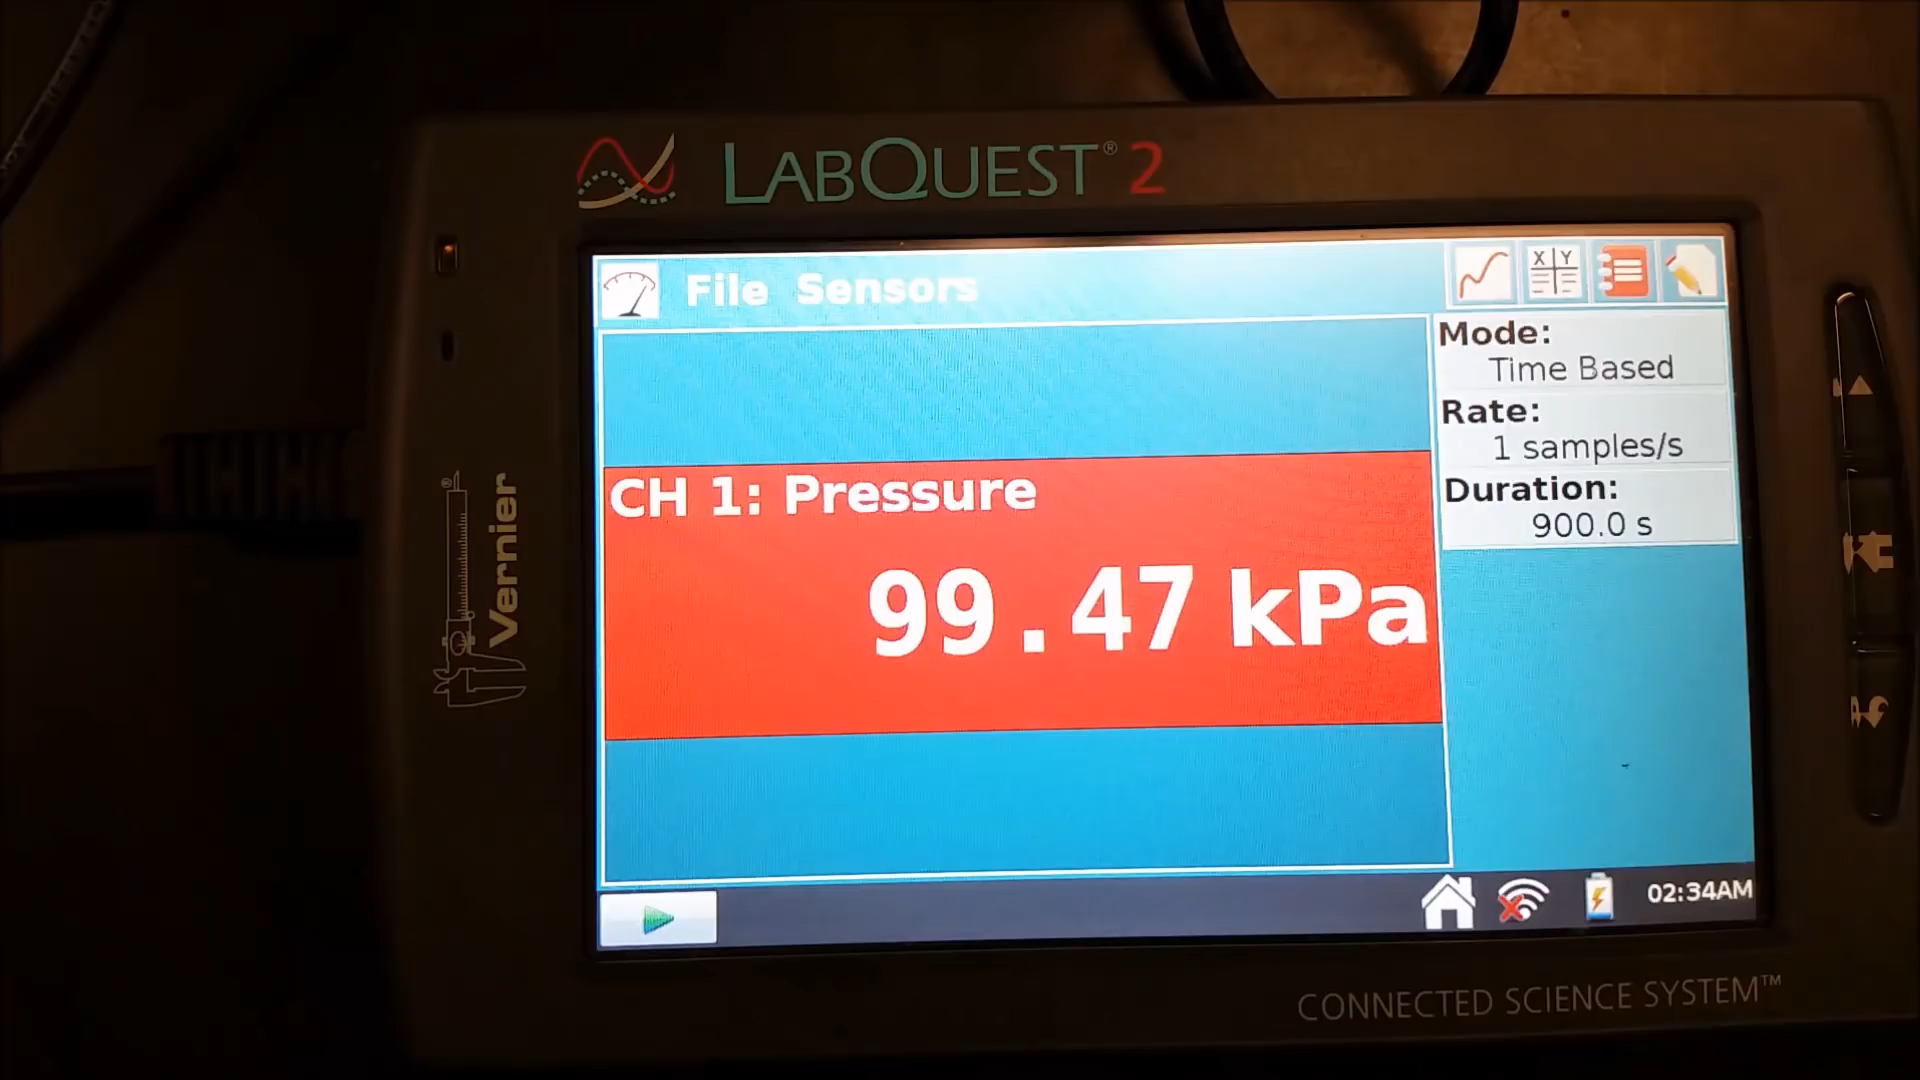 LABQUEST® 2
File Sensors
X Y
Mode:
Time Based
Rate:
1 samples/s
Duration:
900.0 s
CH 1: Pressure
99.47 kPa
02:34AM
® Vernier
CONNECTED SCIENCE SYSTEM™